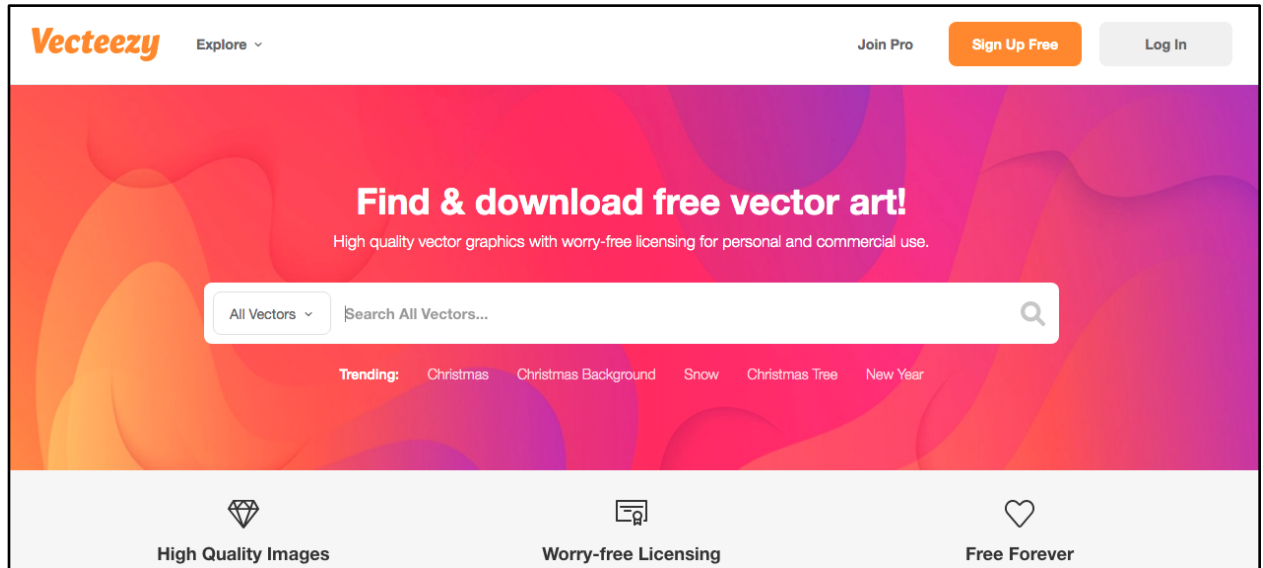 Vecteezy Explore Join Pro Sign Up Free Log In
Find & download free vector art!
High quality vector graphics with worry-free licensing for personal and commercial use.
All Vectors Search All Vectors...
Trending: Christmas Christmas Background Snow Christmas Tree New Year
High Quality Images Worry-free Licensing Free Forever